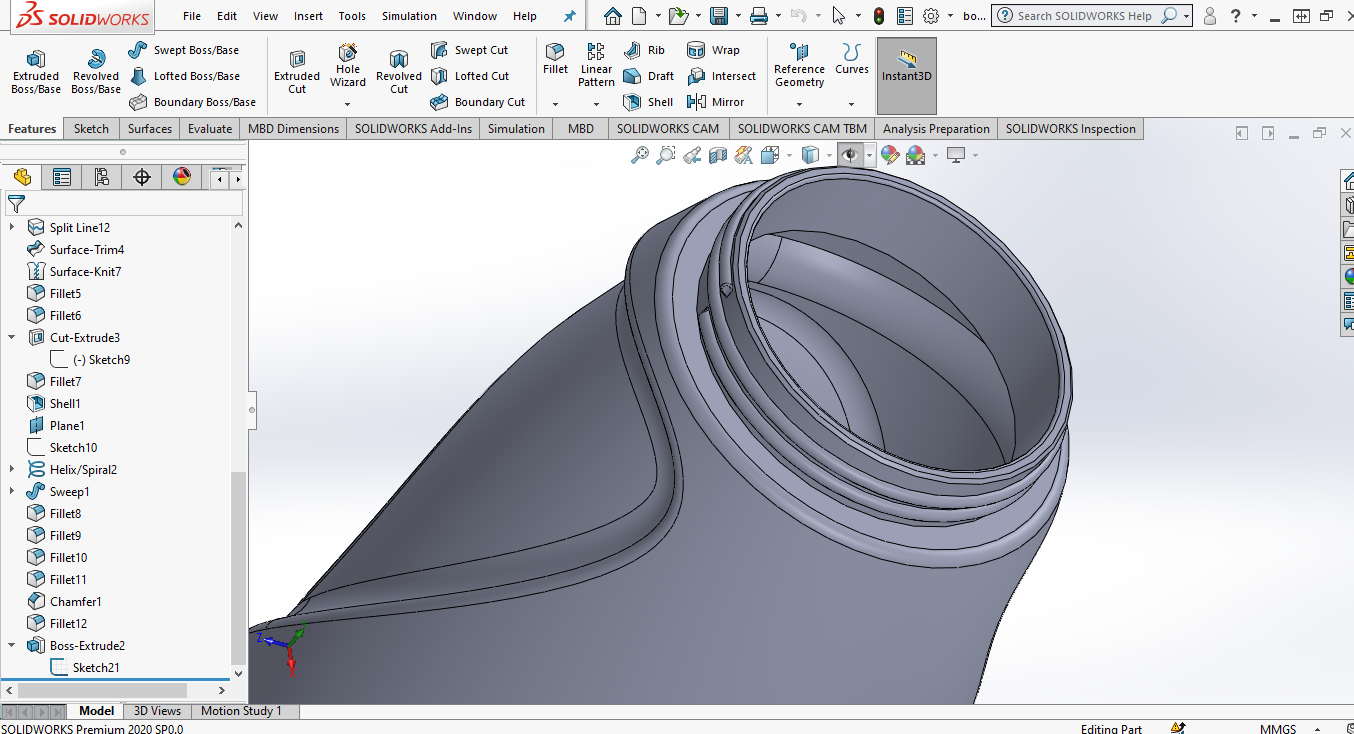 SOLIDWORKS File Edit View Insert Tools Simulation Window Help bo... Search SOLIDWORKS Help
Extruded Boss/Base
Revolved Boss/Base
Swept Boss/Base
Lofted Boss/Base
Boundary Boss/Base
Extruded Cut
Hole Wizard
Revolved Cut
Swept Cut
Lofted Cut
Boundary Cut
Fillet
Linear Pattern
Rib
Draft
Shell
Wrap
Intersect
Mirror
Reference Geometry
Curves
Instant3D
Features Sketch Surfaces Evaluate MBD Dimensions SOLIDWORKS Add-Ins Simulation MBD SOLIDWORKS CAM SOLIDWORKS CAM TBM Analysis Preparation SOLIDWORKS Inspection
Split Line12
Surface-Trim4
Surface-Knit7
Fillet5
Fillet6
Cut-Extrude3
(-) Sketch9
Fillet7
Shell1
Plane1
Sketch10
Helix/Spiral2
Sweep1
Fillet8
Fillet9
Fillet10
Fillet11
Chamfer1
Fillet12
Boss-Extrude2
Sketch21
Z
Model 3D Views Motion Study 1
SOLIDWORKS Premium 2020 SP0.0 Editing Part MMGS